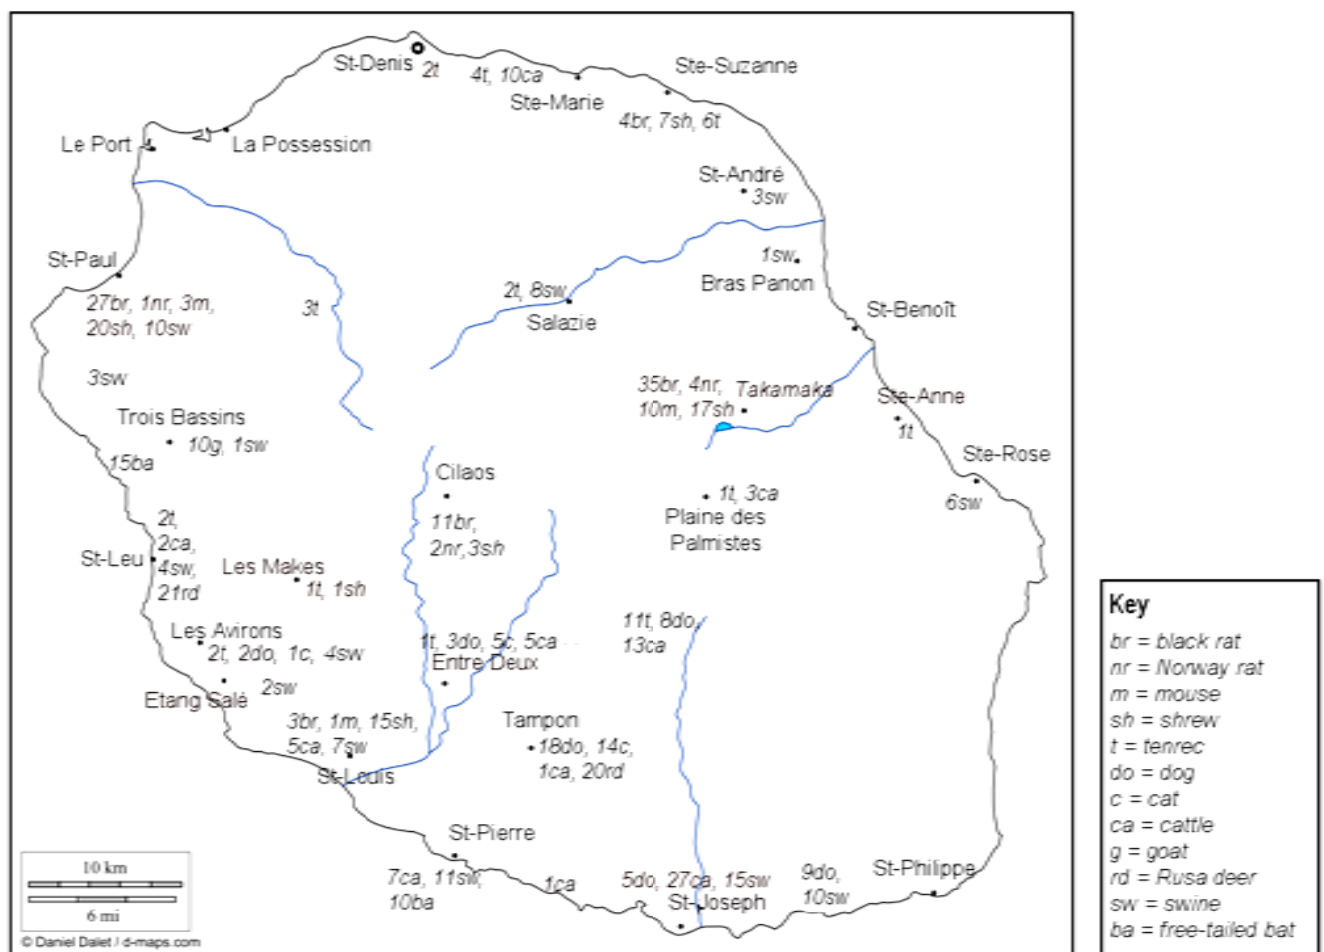 St-Denis
2t
4t, 10ca
Ste-Marie
Ste-Suzanne
4br, 7sh, 6t
Le Port
La Possession
St-André
3sw
St-Paul
27br, 1nr, 3m,
20sh, 10sw
3t
2t, 8sw
Salazie
1sw
Bras Panon
St-Benoît
3sw
Trois Bassins
10g, 1sw
15ba
35br, 4nr,
10m, 17sh
Takamaka
Ste-Anne
1t
Ste-Rose
6sw
Cilaos
11br,
2nr,3sh
1t, 3ca
Plaine des
Palmistes
2t,
2ca,
4sw,
21rd
St-Leu
Les Makes
1t, 1sh
Les Avirons
2t, 2do, 1c, 4sw
Etang Salé
2sw
1t, 3do, 5c, 5ca
Entre Deux
11t, 8do,
13ca
3br, 1m, 15sh,
5ca, 7sw
St-Louis
Tampon
18do, 14c,
1ca, 20rd
St-Pierre
7ca, 11sw,
10ba
1ca
5do, 27ca, 15sw
St-Joseph
9do,
10sw
St-Philippe
10 km
6 mi
© Daniel Dalet / d-maps.com
Key
br = black rat
nr = Norway rat
m = mouse
sh = shrew
t = tenrec
do = dog
c = cat
ca = cattle
g = goat
rd = Rusa deer
sw = swine
ba = free-tailed bat